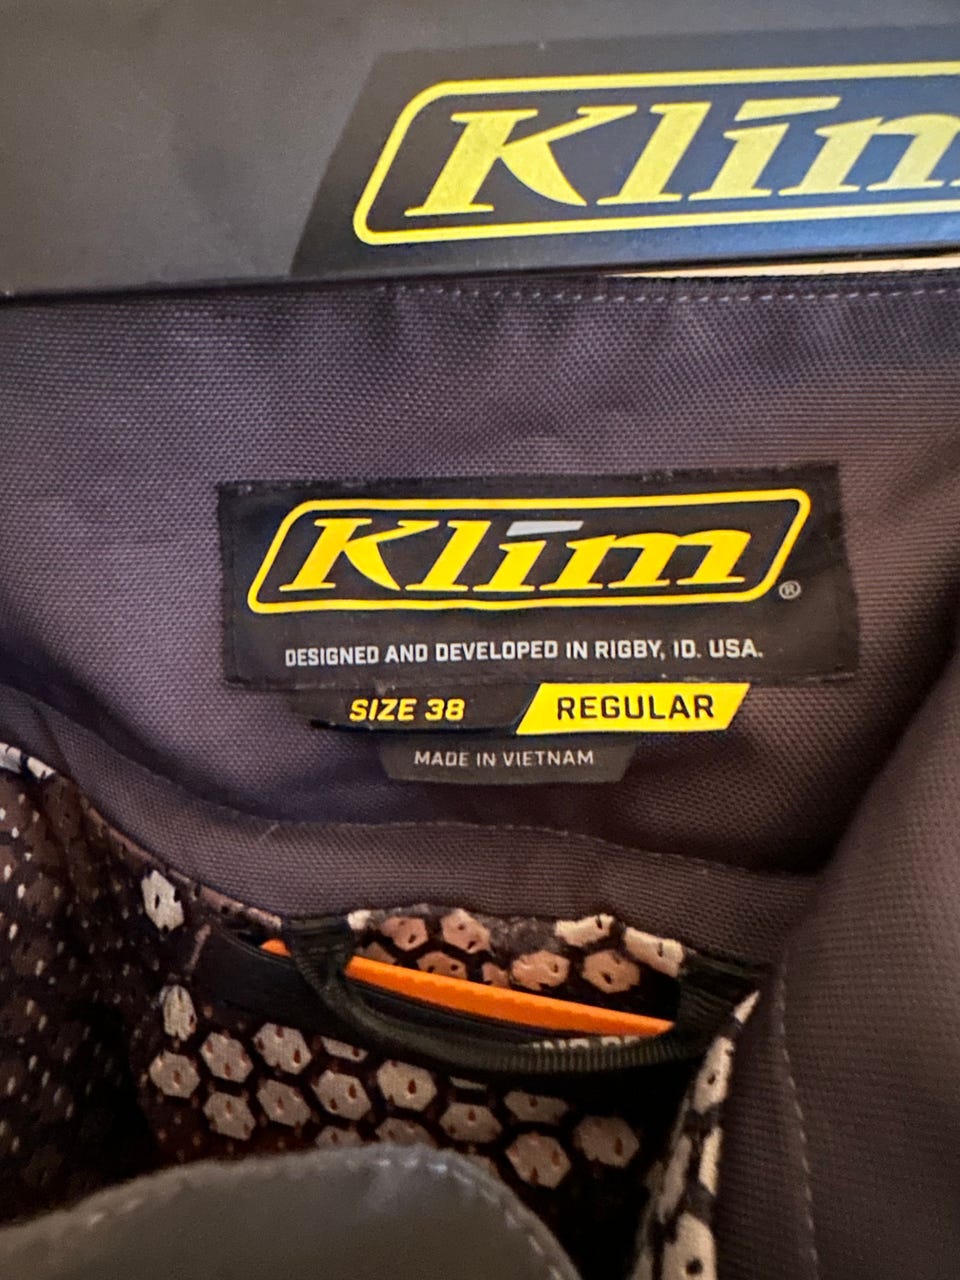 Klim
Klim
®
DESIGNED AND DEVELOPED IN RIGBY, ID. USA.
SIZE 38 REGULAR
MADE IN VIETNAM